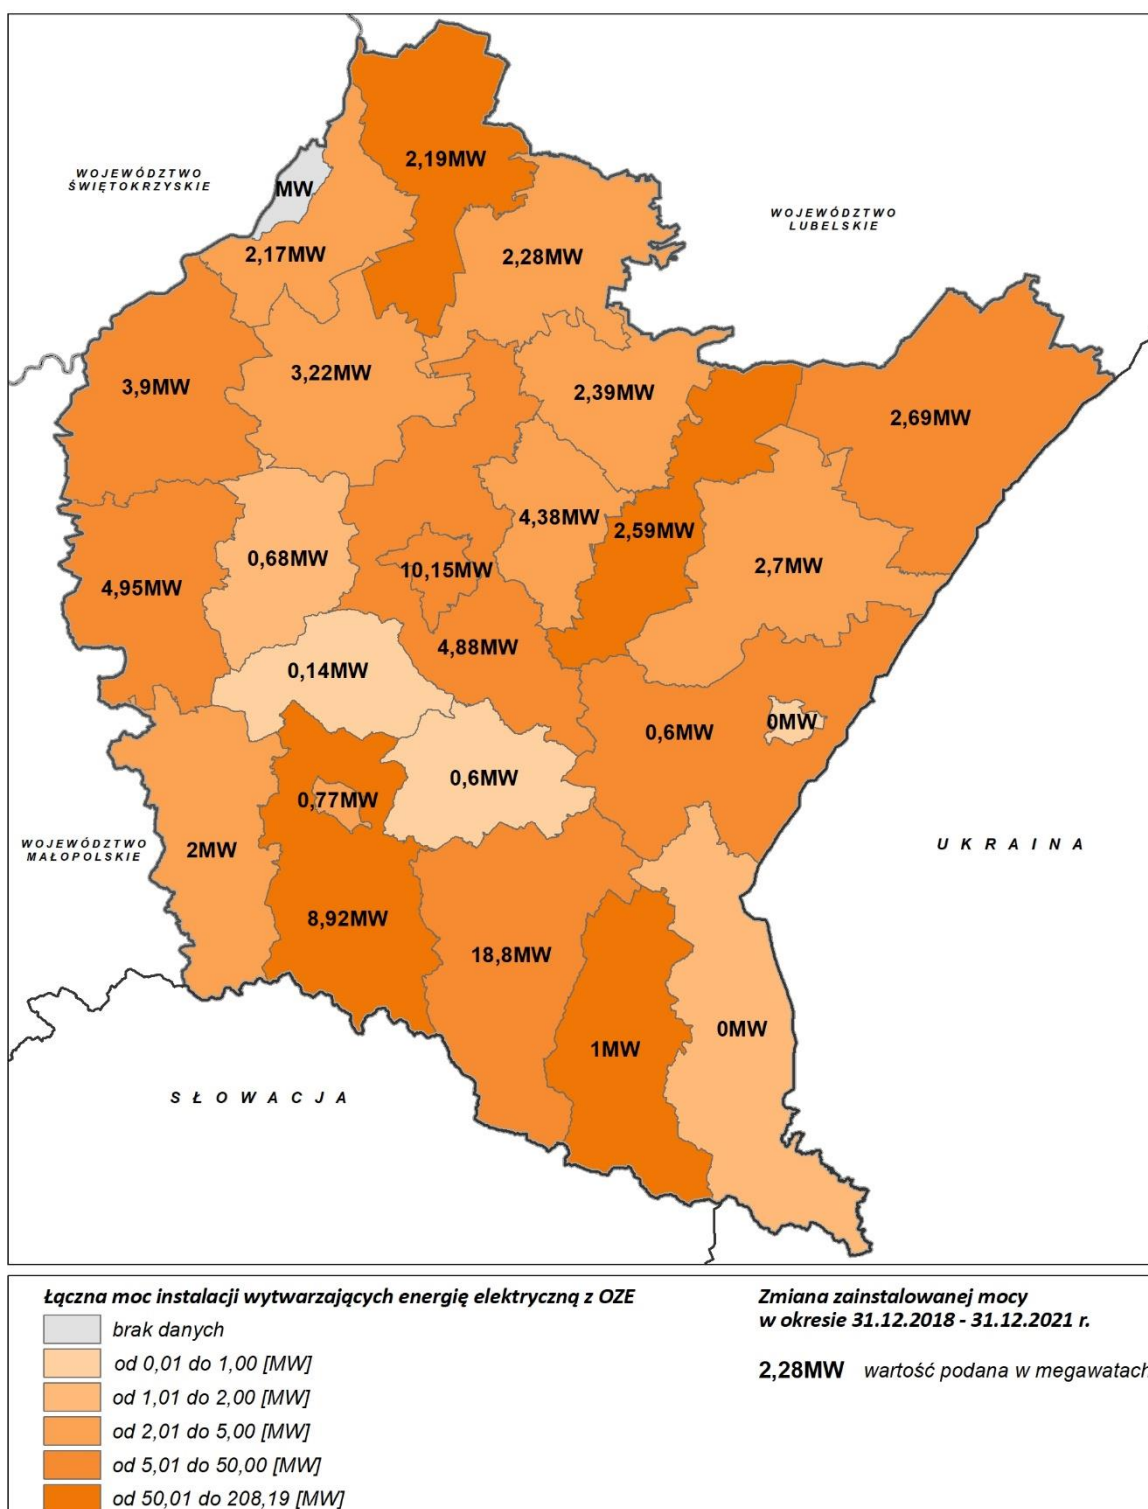 2,19MW
WOJEWÓDZTWO
ŚWIĘTOKRZYSKIE
MW
WOJEWÓDZTWO
LUBELSKIE
2,17MW
2,28MW
3,9MW
3,22MW
2,39MW
2,69MW
4,38MW
2,59MW
0,68MW
10,15MW
2,7MW
4,95MW
4,88MW
0,14MW
0MW
0,6MW
0,6MW
0,77MW
WOJEWÓDZTWO
MAŁOPOLSKIE
2MW
UKRAINA
8,92MW
18,8MW
0MW
1MW
SŁOWACJA
Łączna moc instalacji wytwarzających energię elektryczną z OZE
brak danych
od 0,01 do 1,00 [MW]
od 1,01 do 2,00 [MW]
od 2,01 do 5,00 [MW]
od 5,01 do 50,00 [MW]
od 50,01 do 208,19 [MW]
Zmiana zainstalowanej mocy
w okresie 31.12.2018 - 31.12.2021 r.
2,28MW wartość podana w megawatach